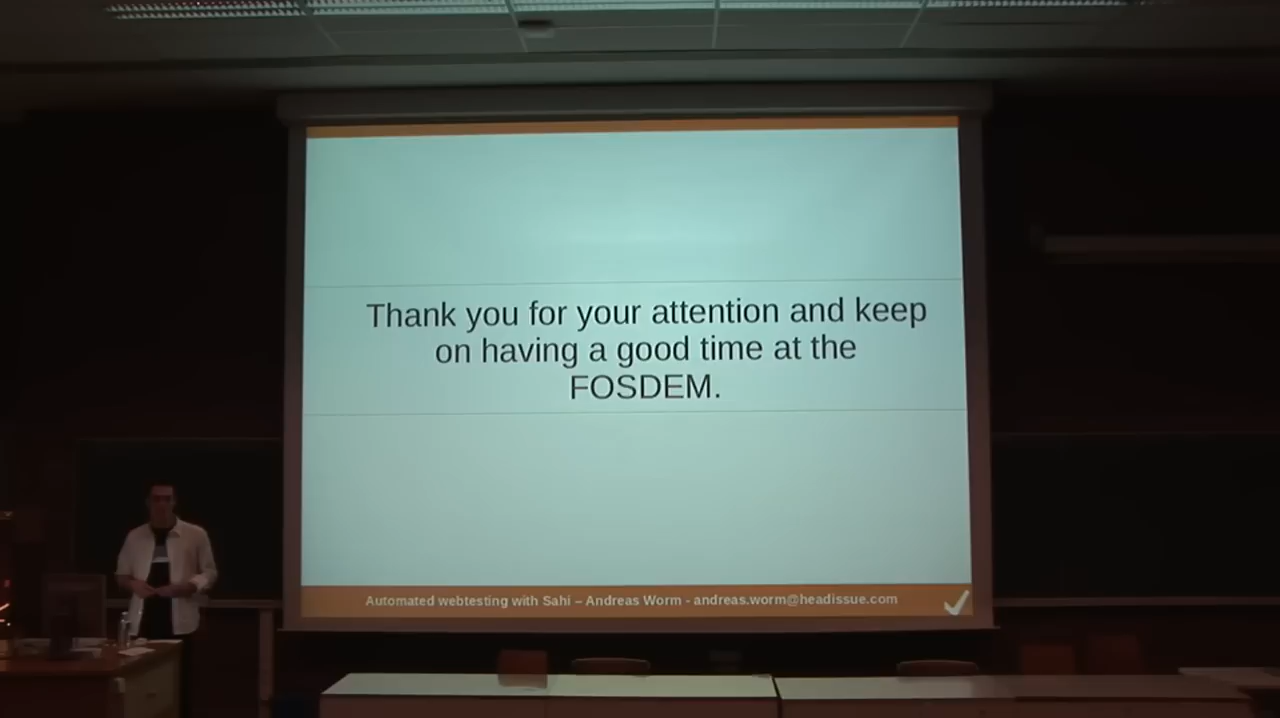 Thank you for your attention and keep
on having a good time at the
FOSDEM.
Automated webtesting with Sahi – Andreas Worm - andreas.worm@headissue.com